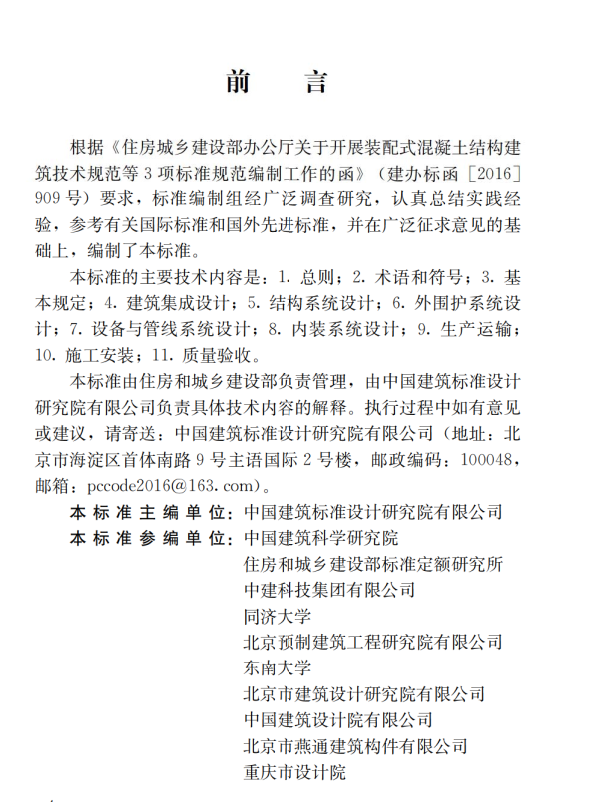 前 言
根据《住房城乡建设部办公厅关于开展装配式混凝土结构建
筑技术规范等 3 项标准规范编制工作的函》（建办标函［2016］
909 号）要求，标准编制组经广泛调查研究，认真总结实践经
验，参考有关国际标准和国外先进标准，并在广泛征求意见的基
础上，编制了本标准。
本标准的主要技术内容是：1. 总则；2. 术语和符号；3. 基
本规定；4. 建筑集成设计；5. 结构系统设计；6. 外围护系统设
计；7. 设备与管线系统设计；8. 内装系统设计；9. 生产运输；
10. 施工安装；11. 质量验收。
本标准由住房和城乡建设部负责管理，由中国建筑标准设计
研究院有限公司负责具体技术内容的解释。执行过程中如有意见
或建议，请寄送：中国建筑标准设计研究院有限公司（地址：北
京市海淀区首体南路 9 号主语国际 2 号楼，邮政编码：100048，
邮箱：pccode2016@163.com）。
本标准主编单位：中国建筑标准设计研究院有限公司
本标准参编单位：中国建筑科学研究院
住房和城乡建设部标准定额研究所
中建科技集团有限公司
同济大学
北京预制建筑工程研究院有限公司
东南大学
北京市建筑设计研究院有限公司
中国建筑设计院有限公司
北京市燕通建筑构件有限公司
重庆市设计院